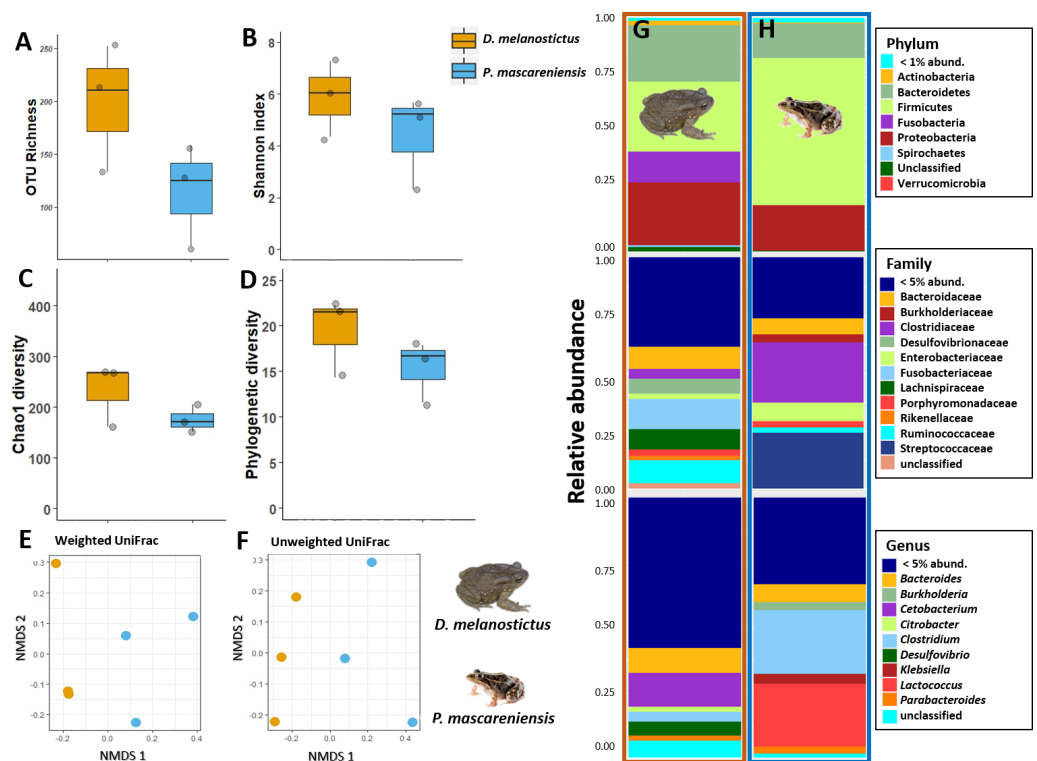 A
OTU Richness
250
200
150
100
B
Shannon index
8
6
4
2
0
D. melanostictus
P. mascareniensis
C
Chao1 diversity
400
300
200
100
0
D
Phylogenetic diversity
25
20
15
10
5
0
E
Weighted UniFrac
NMDS 2
0.3
0.2
0.1
0.0
-0.1
-0.2
-0.2
0.0
0.2
0.4
NMDS 1
F
Unweighted UniFrac
NMDS 2
0.3
0.2
0.1
0.0
-0.1
-0.2
-0.2
0.0
0.2
0.4
NMDS 1
D. melanostictus
P. mascareniensis
Relative abundance
G
H
1.00
0.75
0.50
0.25
0.00
1.00
0.75
0.50
0.25
0.00
1.00
0.75
0.50
0.25
0.00
Phylum
< 1% abund.
Actinobacteria
Bacteroidetes
Firmicutes
Fusobacteria
Proteobacteria
Spirochaetes
Unclassified
Verrucomicrobia
Family
< 5% abund.
Bacteroidaceae
Burkholderiaceae
Clostridiaceae
Desulfovibrionaceae
Enterobacteriaceae
Fusobacteriaceae
Lachnispiraceae
Porphyromonadaceae
Rikenellaceae
Ruminococcaceae
Streptococcaceae
unclassified
Genus
< 5% abund.
Bacteroides
Burkholderia
Cetobacterium
Citrobacter
Clostridium
Desulfovibrio
Klebsiella
Lactococcus
Parabacteroides
unclassified